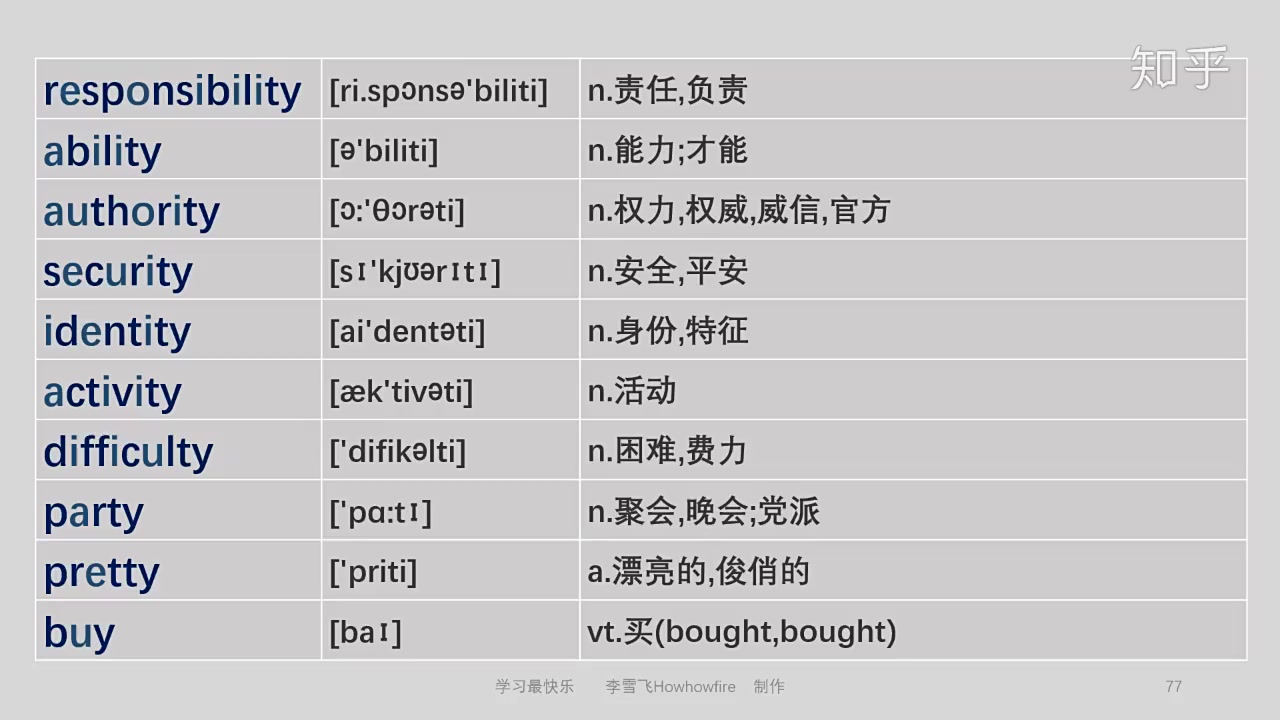 知乎
responsibility [ri.spɔnsə'biliti] n.责任,负责
ability [ə'biliti] n.能力;才能
authority [ɔ:'θɔrəti] n.权力,权威,威信,官方
security [sɪ'kjʊərɪtɪ] n.安全,平安
identity [ai'dentəti] n.身份,特征
activity [æk'tivəti] n.活动
difficulty ['difikəlti] n.困难,费力
party ['pɑ:tɪ] n.聚会,晚会;党派
pretty ['priti] a.漂亮的,俊俏的
buy [baɪ] vt.买(bought,bought)
学习最快乐 李雪飞Howhowfire 制作 77